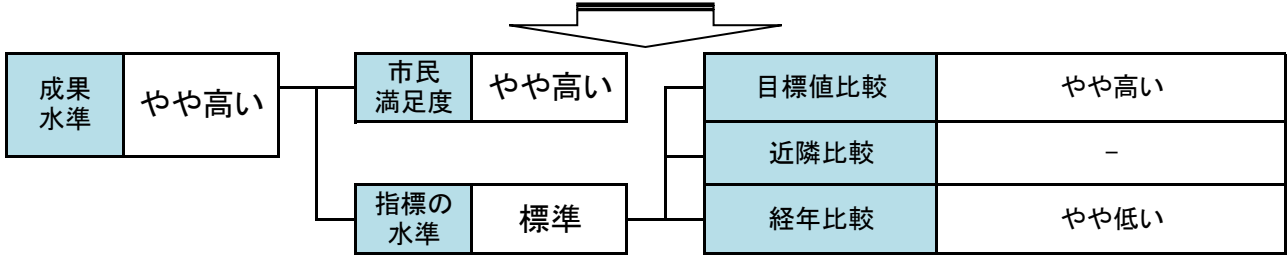 成果
水準
やや高い
市民
満足度
やや高い
指標の
水準
標準
目標値比較
やや高い
近隣比較
－
経年比較
やや低い